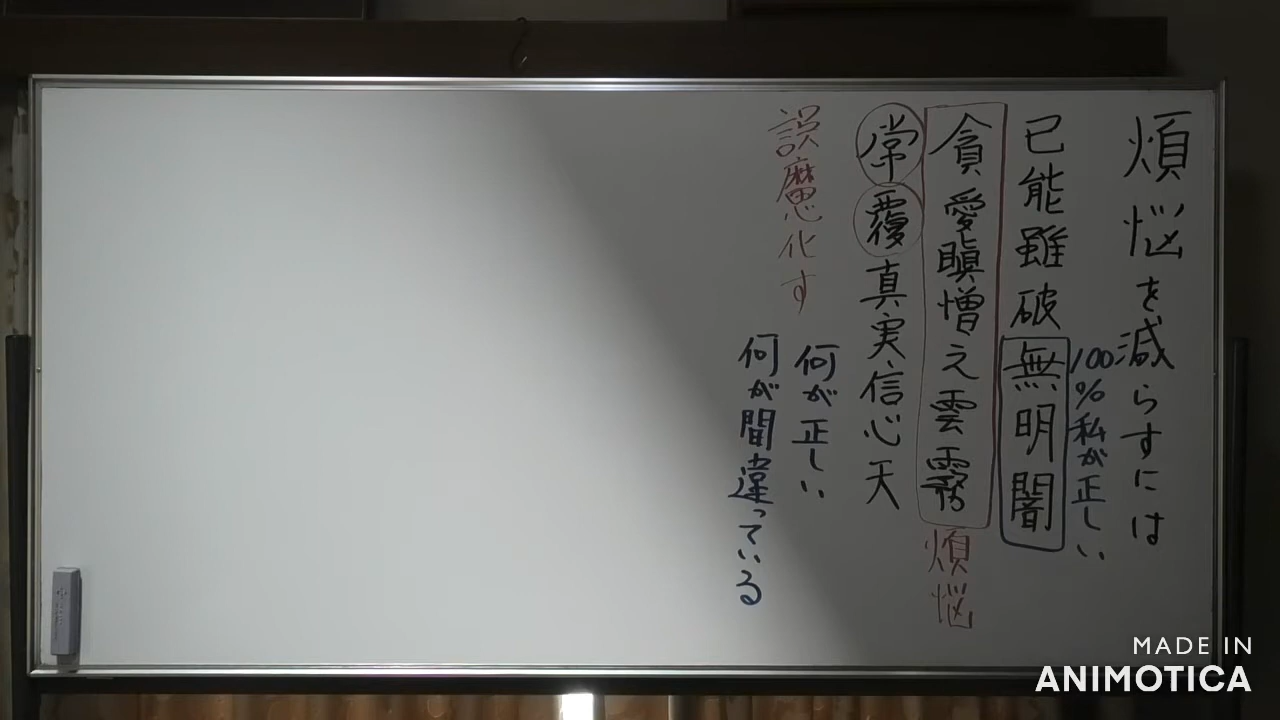 煩悩を減らすには
100%私が正しい
已能雖破無明闇
貪愛瞋憎之雲霧
煩悩
常覆真実信心天
誤魔化す
何が正しい
何が間違っている
MADE IN
ANIMOTICA